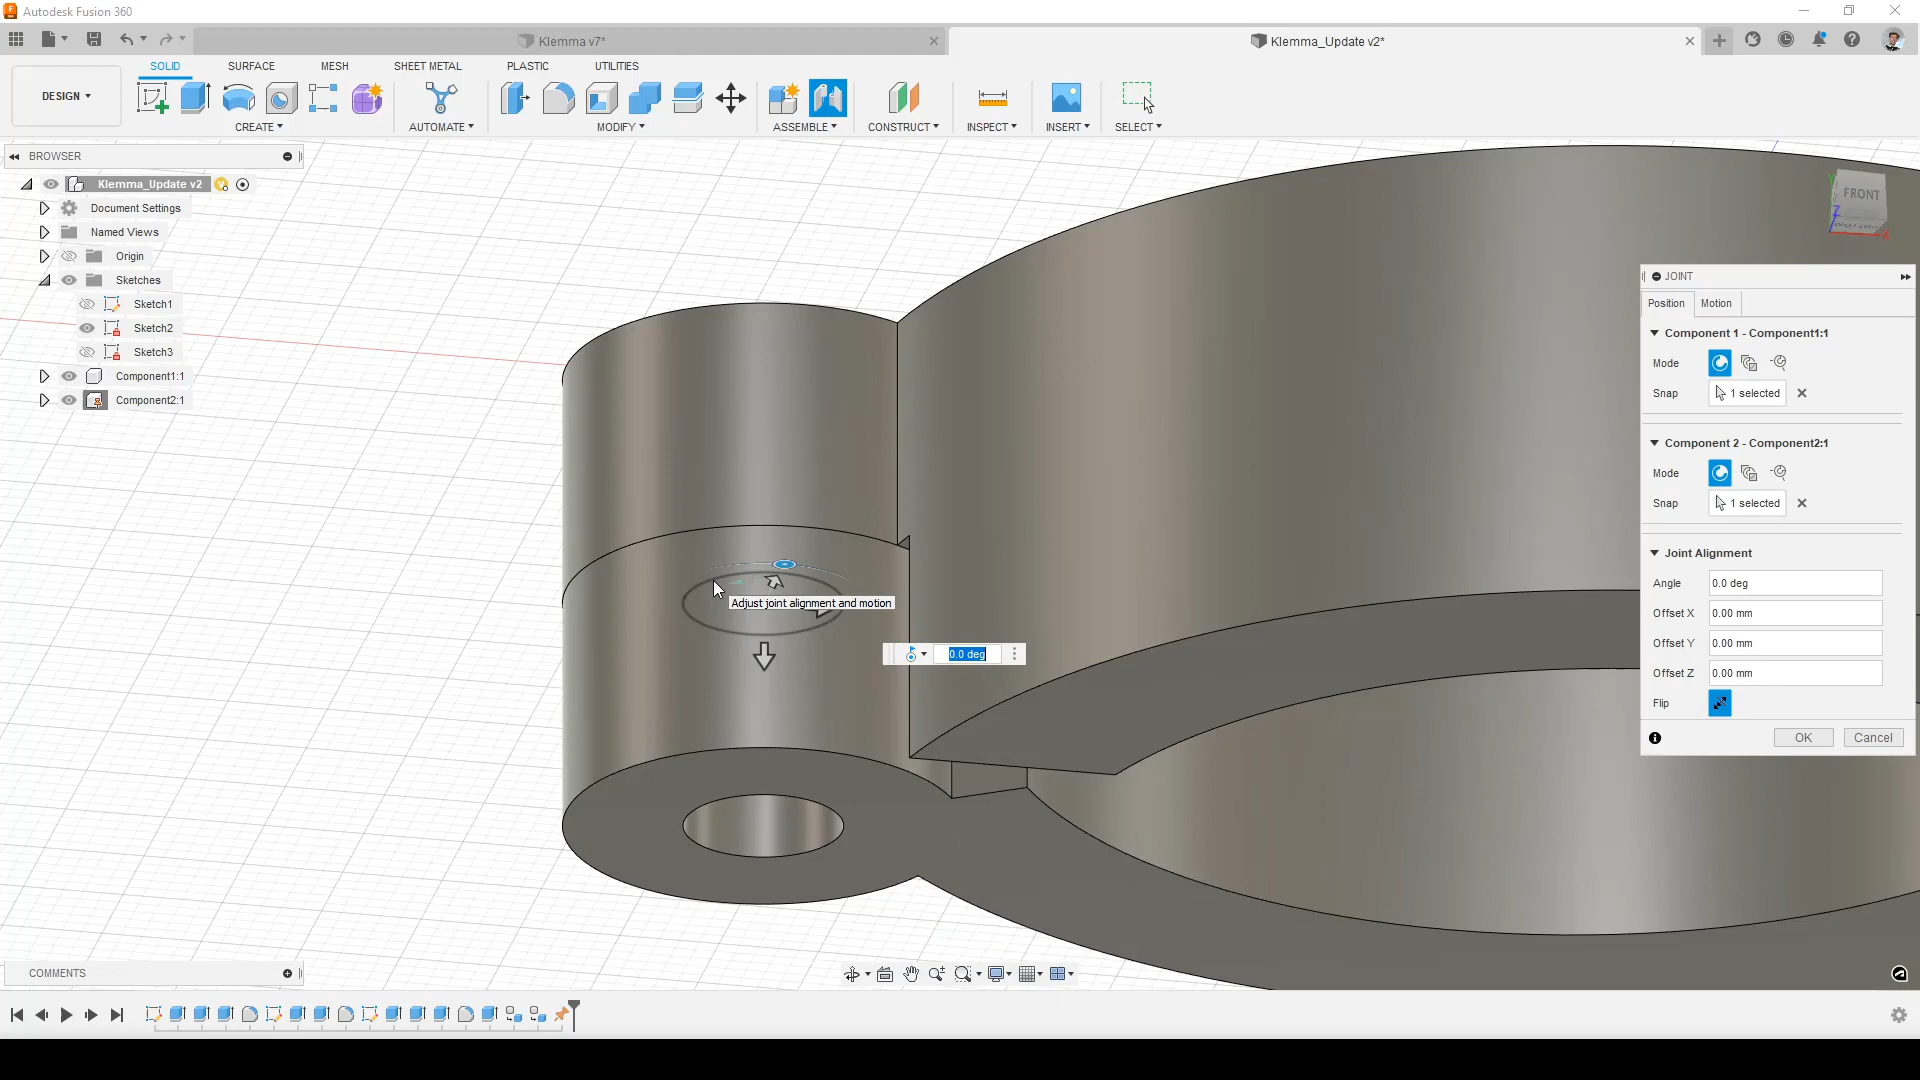 Autodesk Fusion 360
Klemma v7*
Klemma_Update v2*
DESIGN
SOLID
SURFACE
MESH
SHEET METAL
PLASTIC
UTILITIES
CREATE
AUTOMATE
MODIFY
ASSEMBLE
CONSTRUCT
INSPECT
INSERT
SELECT
BROWSER
Klemma_Update v2
Document Settings
Named Views
Origin
Sketches
Sketch1
Sketch2
Sketch3
Component1:1
Component2:1
FRONT
JOINT
Position
Motion
Component 1 - Component1:1
Mode
Snap
1 selected
Component 2 - Component2:1
Mode
Snap
1 selected
Joint Alignment
Angle
0.0 deg
Offset X
0.00 mm
Offset Y
0.00 mm
Offset Z
0.00 mm
Flip
OK
Cancel
Adjust joint alignment and motion
0.0 deg
COMMENTS